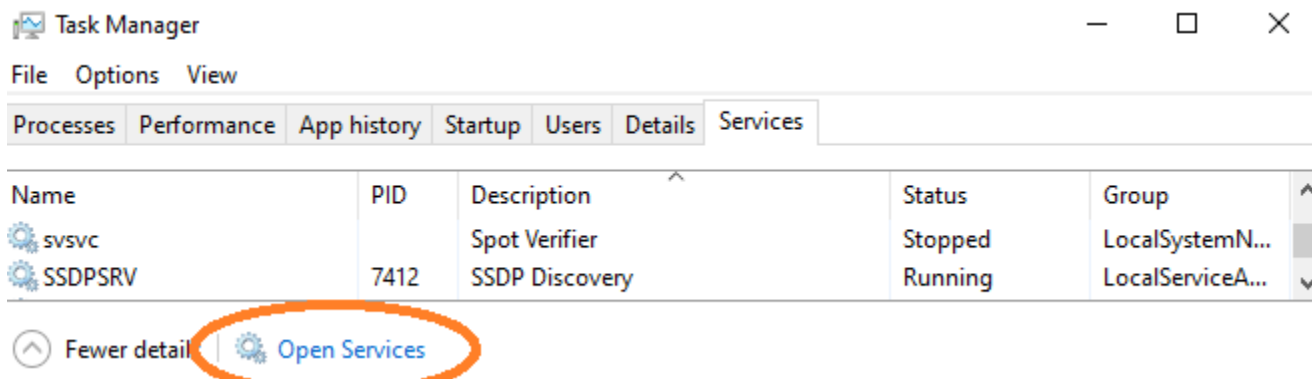 Task Manager
File Options View
Processes Performance App history Startup Users Details Services
Name PID Description Status Group
svsvc Spot Verifier Stopped LocalSystemN...
SSDPSRV 7412 SSDP Discovery Running LocalServiceA...
Fewer detail Open Services